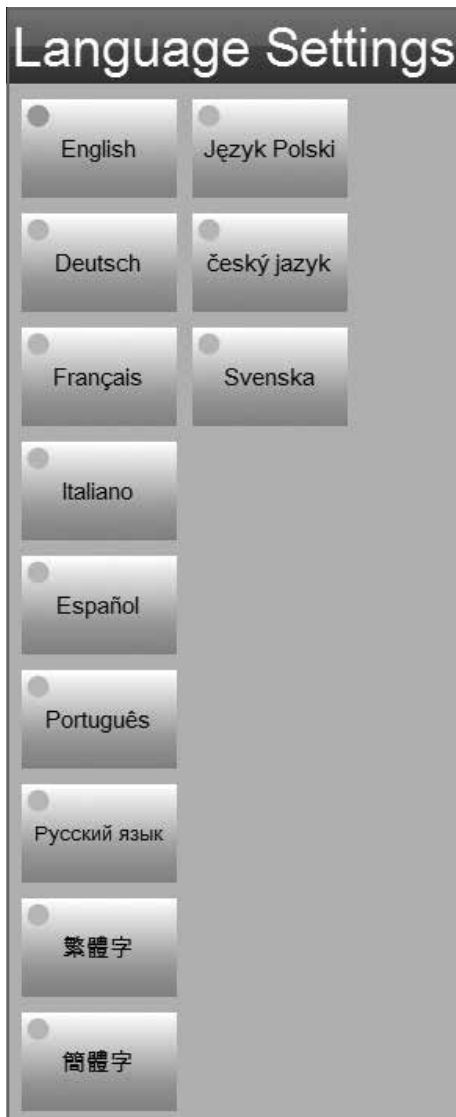 Language Settings
English
Język Polski
Deutsch
český jazyk
Français
Svenska
Italiano
Español
Português
Русский язык
繁體字
簡體字